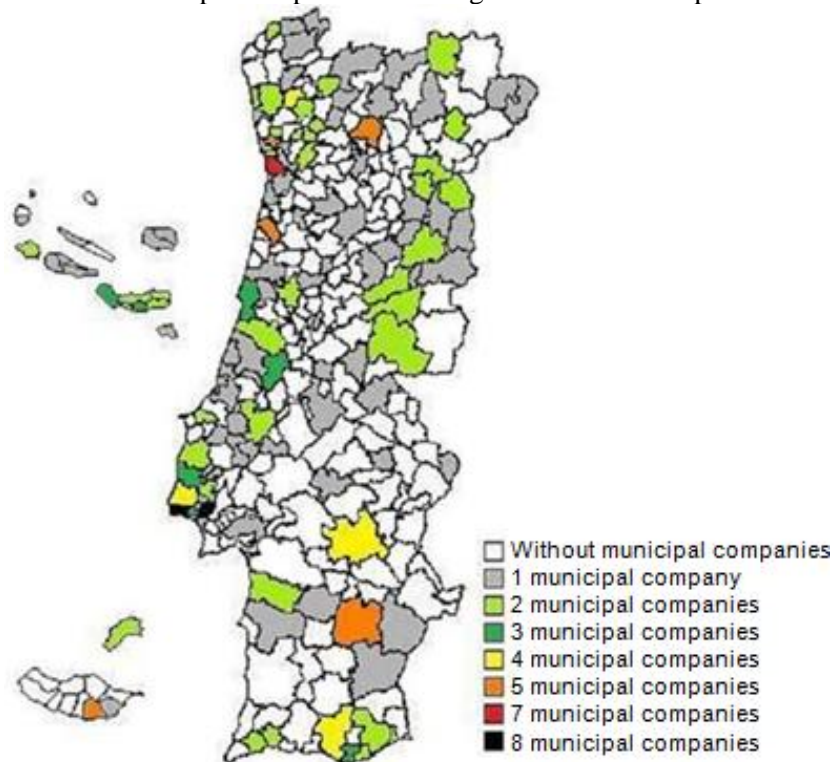 Without municipal companies
1 municipal company
2 municipal companies
3 municipal companies
4 municipal companies
5 municipal companies
7 municipal companies
8 municipal companies